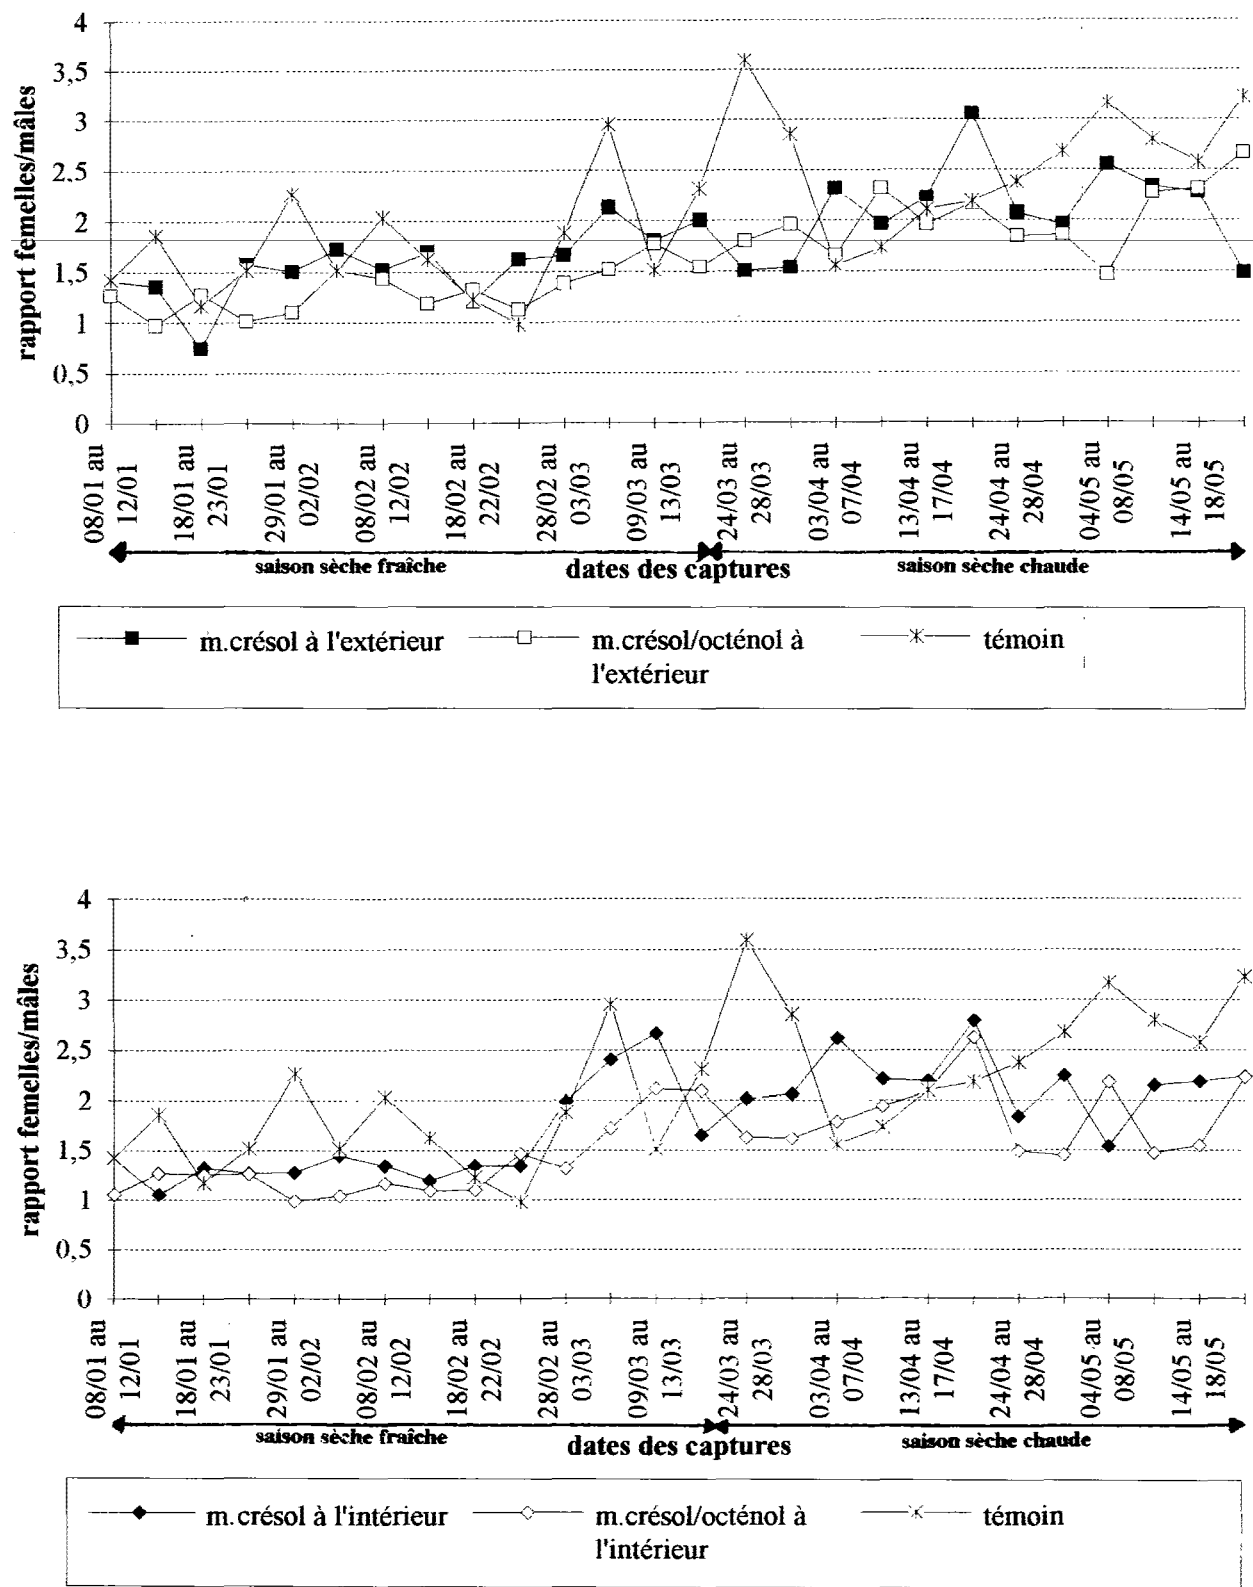 4
3,5
3
2,5
2
1,5
1
0,5
0
rapport femelles/mâles
08/01 au
12/01
18/01 au
23/01
29/01 au
02/02
08/02 au
12/02
18/02 au
22/02
28/02 au
03/03
09/03 au
13/03
24/03 au
28/03
03/04 au
07/04
13/04 au
17/04
24/04 au
28/04
04/05 au
08/05
14/05 au
18/05
saison sèche fraîche
dates des captures
saison sèche chaude
m.crésol à l'extérieur
m.crésol/octénol à
l'extérieur
témoin
4
3,5
3
2,5
2
1,5
1
0,5
0
rapport femelles/mâles
08/01 au
12/01
18/01 au
23/01
29/01 au
02/02
08/02 au
12/02
18/02 au
22/02
28/02 au
03/03
09/03 au
13/03
24/03 au
28/03
03/04 au
07/04
13/04 au
17/04
24/04 au
28/04
04/05 au
08/05
14/05 au
18/05
saison sèche fraîche
dates des captures
saison sèche chaude
m.crésol à l'intérieur
m.crésol/octénol à
l'intérieur
témoin